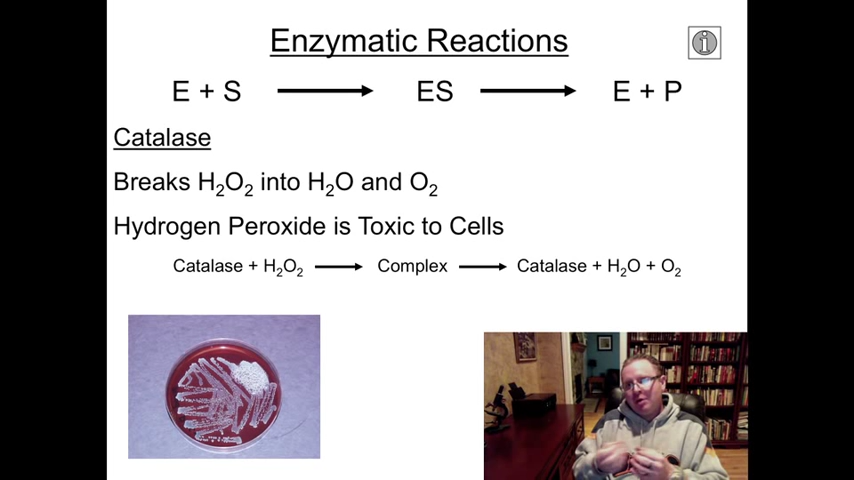 Enzymatic Reactions
E + S ES E + P
Catalase
Breaks H₂O₂ into H₂O and O₂
Hydrogen Peroxide is Toxic to Cells
Catalase + H₂O₂ Complex Catalase + H₂O + O₂